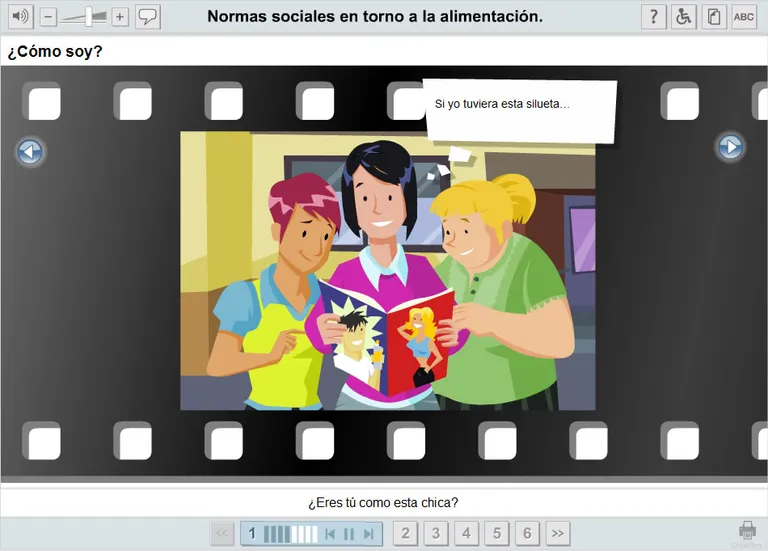 Normas sociales en torno a la alimentación.
? ABC
¿Cómo soy?
Si yo tuviera esta silueta...
¿Eres tú como esta chica?
<< 1 2 3 4 5 6 >>